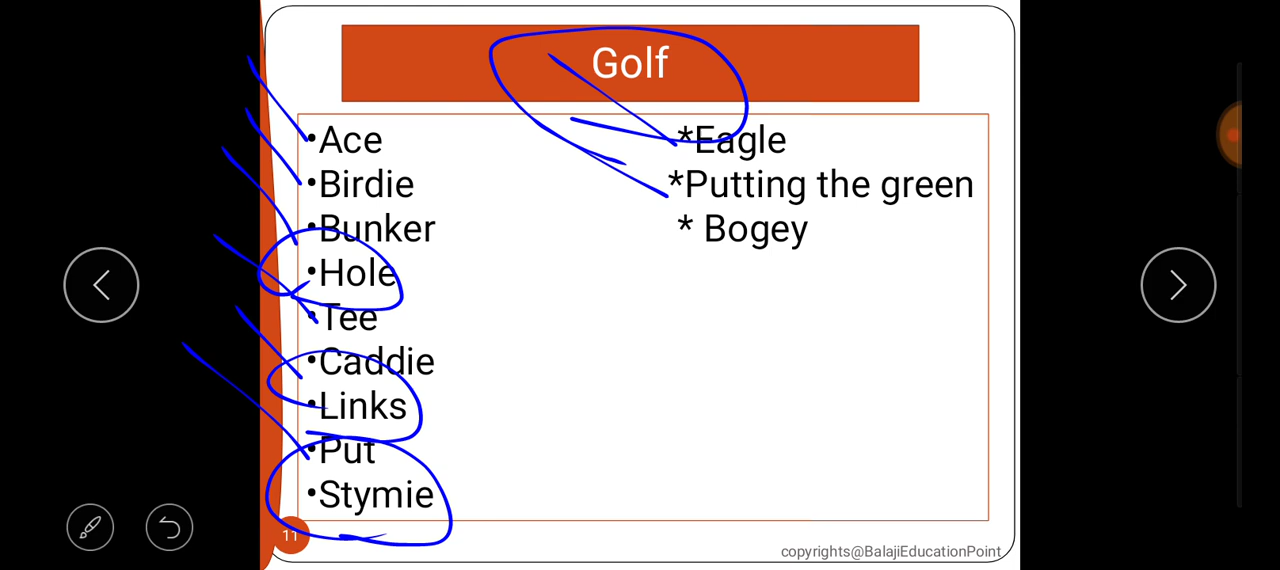 Golf
•Ace
•Birdie
•Bunker
•Hole
•Tee
•Caddie
•Links
•Put
•Stymie
*Eagle
*Putting the green
* Bogey
11
copyrights@BalajiEducationPoint